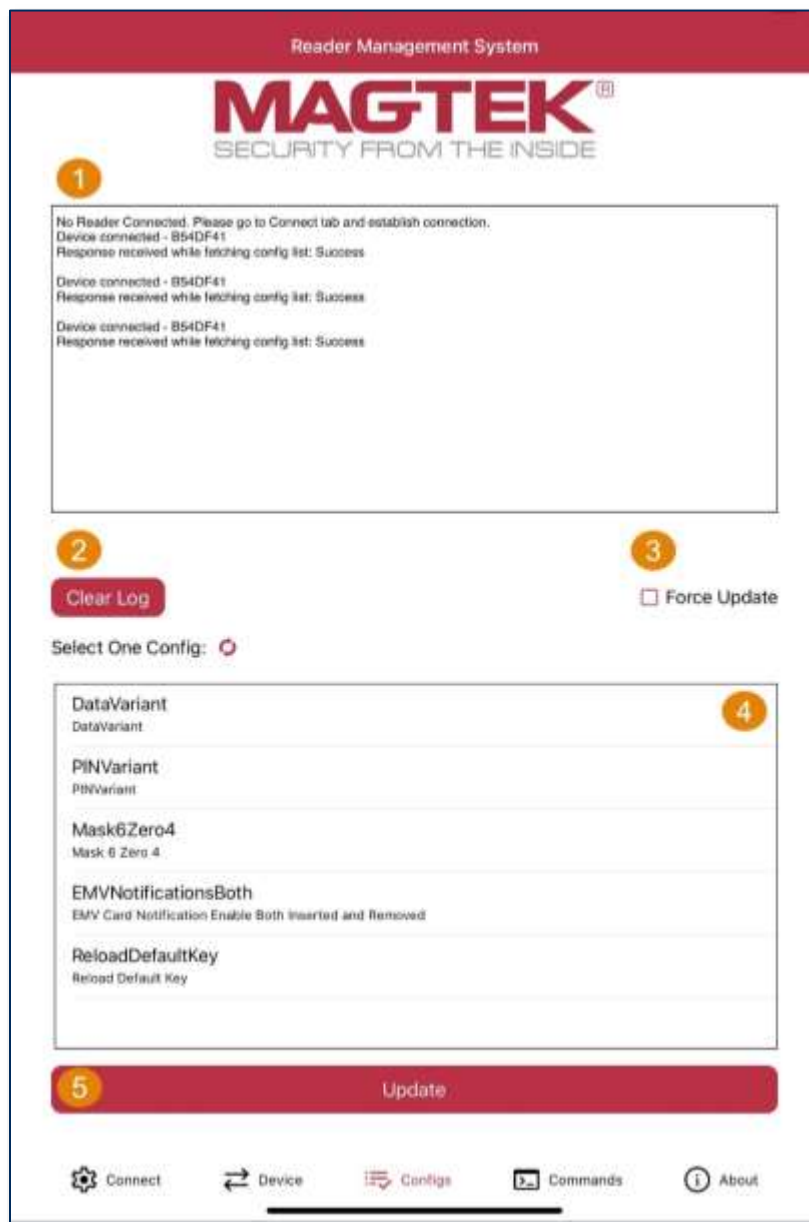 Reader Management System
MAGTEK®
SECURITY FROM THE INSIDE
1
No Reader Connected. Please go to Connect tab and establish connection.
Device connected - B54DF41
Response received while fetching config list: Success
Device connected - B54DF41
Response received while fetching config list: Success
Device connected - B54DF41
Response received while fetching config list: Success
2
3
Clear Log
Force Update
Select One Config:
DataVariant
DataVariant
4
PINVariant
PINVariant
Mask6Zero4
Mask 6 Zero 4
EMVNotificationsBoth
EMV Card Notification Enable Both Inserted and Removed
ReloadDefaultKey
Reload Default Key
5
Update
Connect
Device
Configs
Commands
About